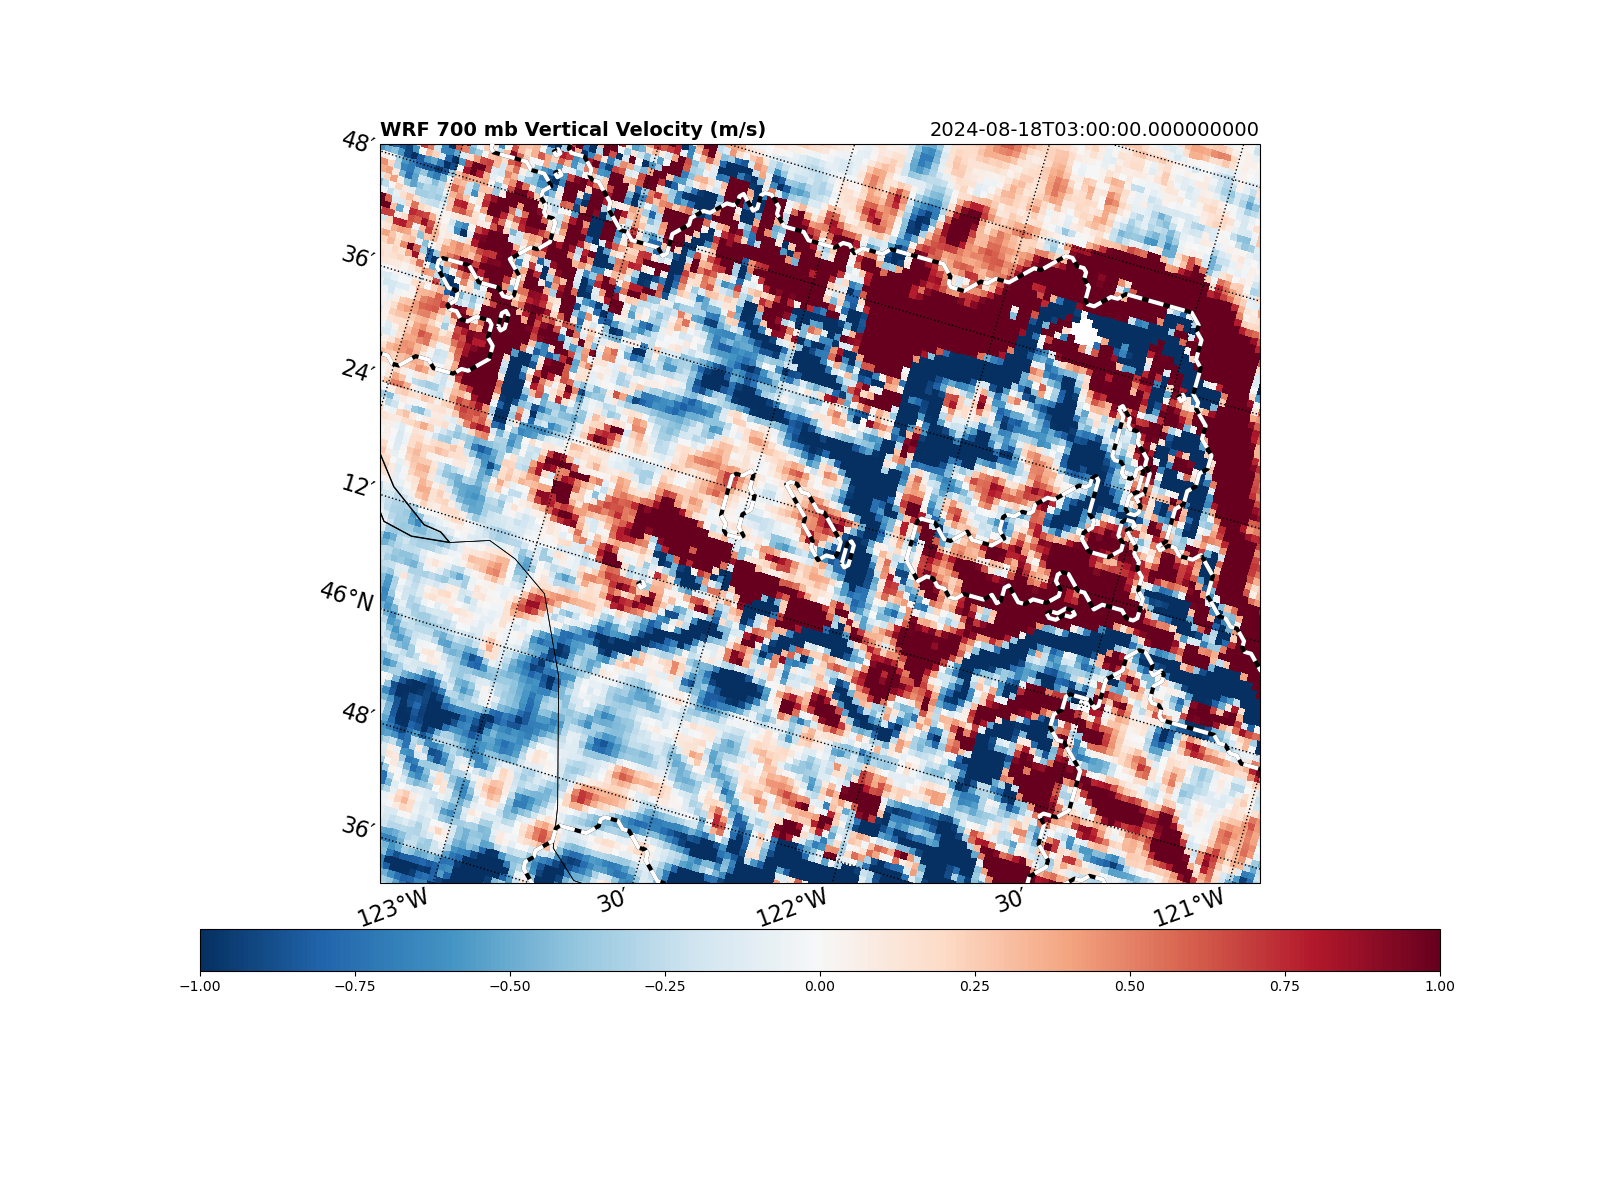 WRF 700 mb Vertical Velocity (m/s) 2024-08-18T03:00:00.000000000
48′
36′
24′
12′
46°N
48′
36′
123°W 30′ 122°W 30′ 121°W
−1.00 −0.75 −0.50 −0.25 0.00 0.25 0.50 0.75 1.00